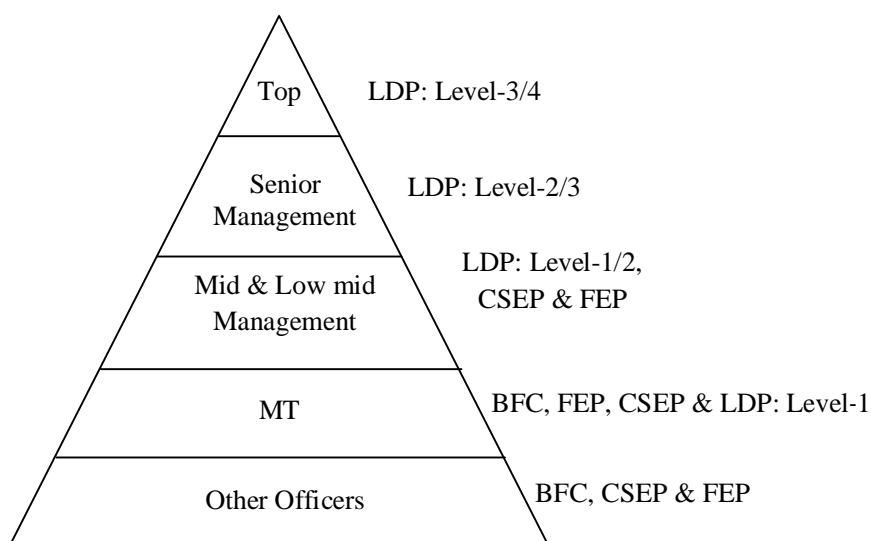 Top
LDP: Level-3/4
Senior
Management
LDP: Level-2/3
Mid & Low mid
Management
LDP: Level-1/2,
CSEP & FEP
MT
BFC, FEP, CSEP & LDP: Level-1
Other Officers
BFC, CSEP & FEP